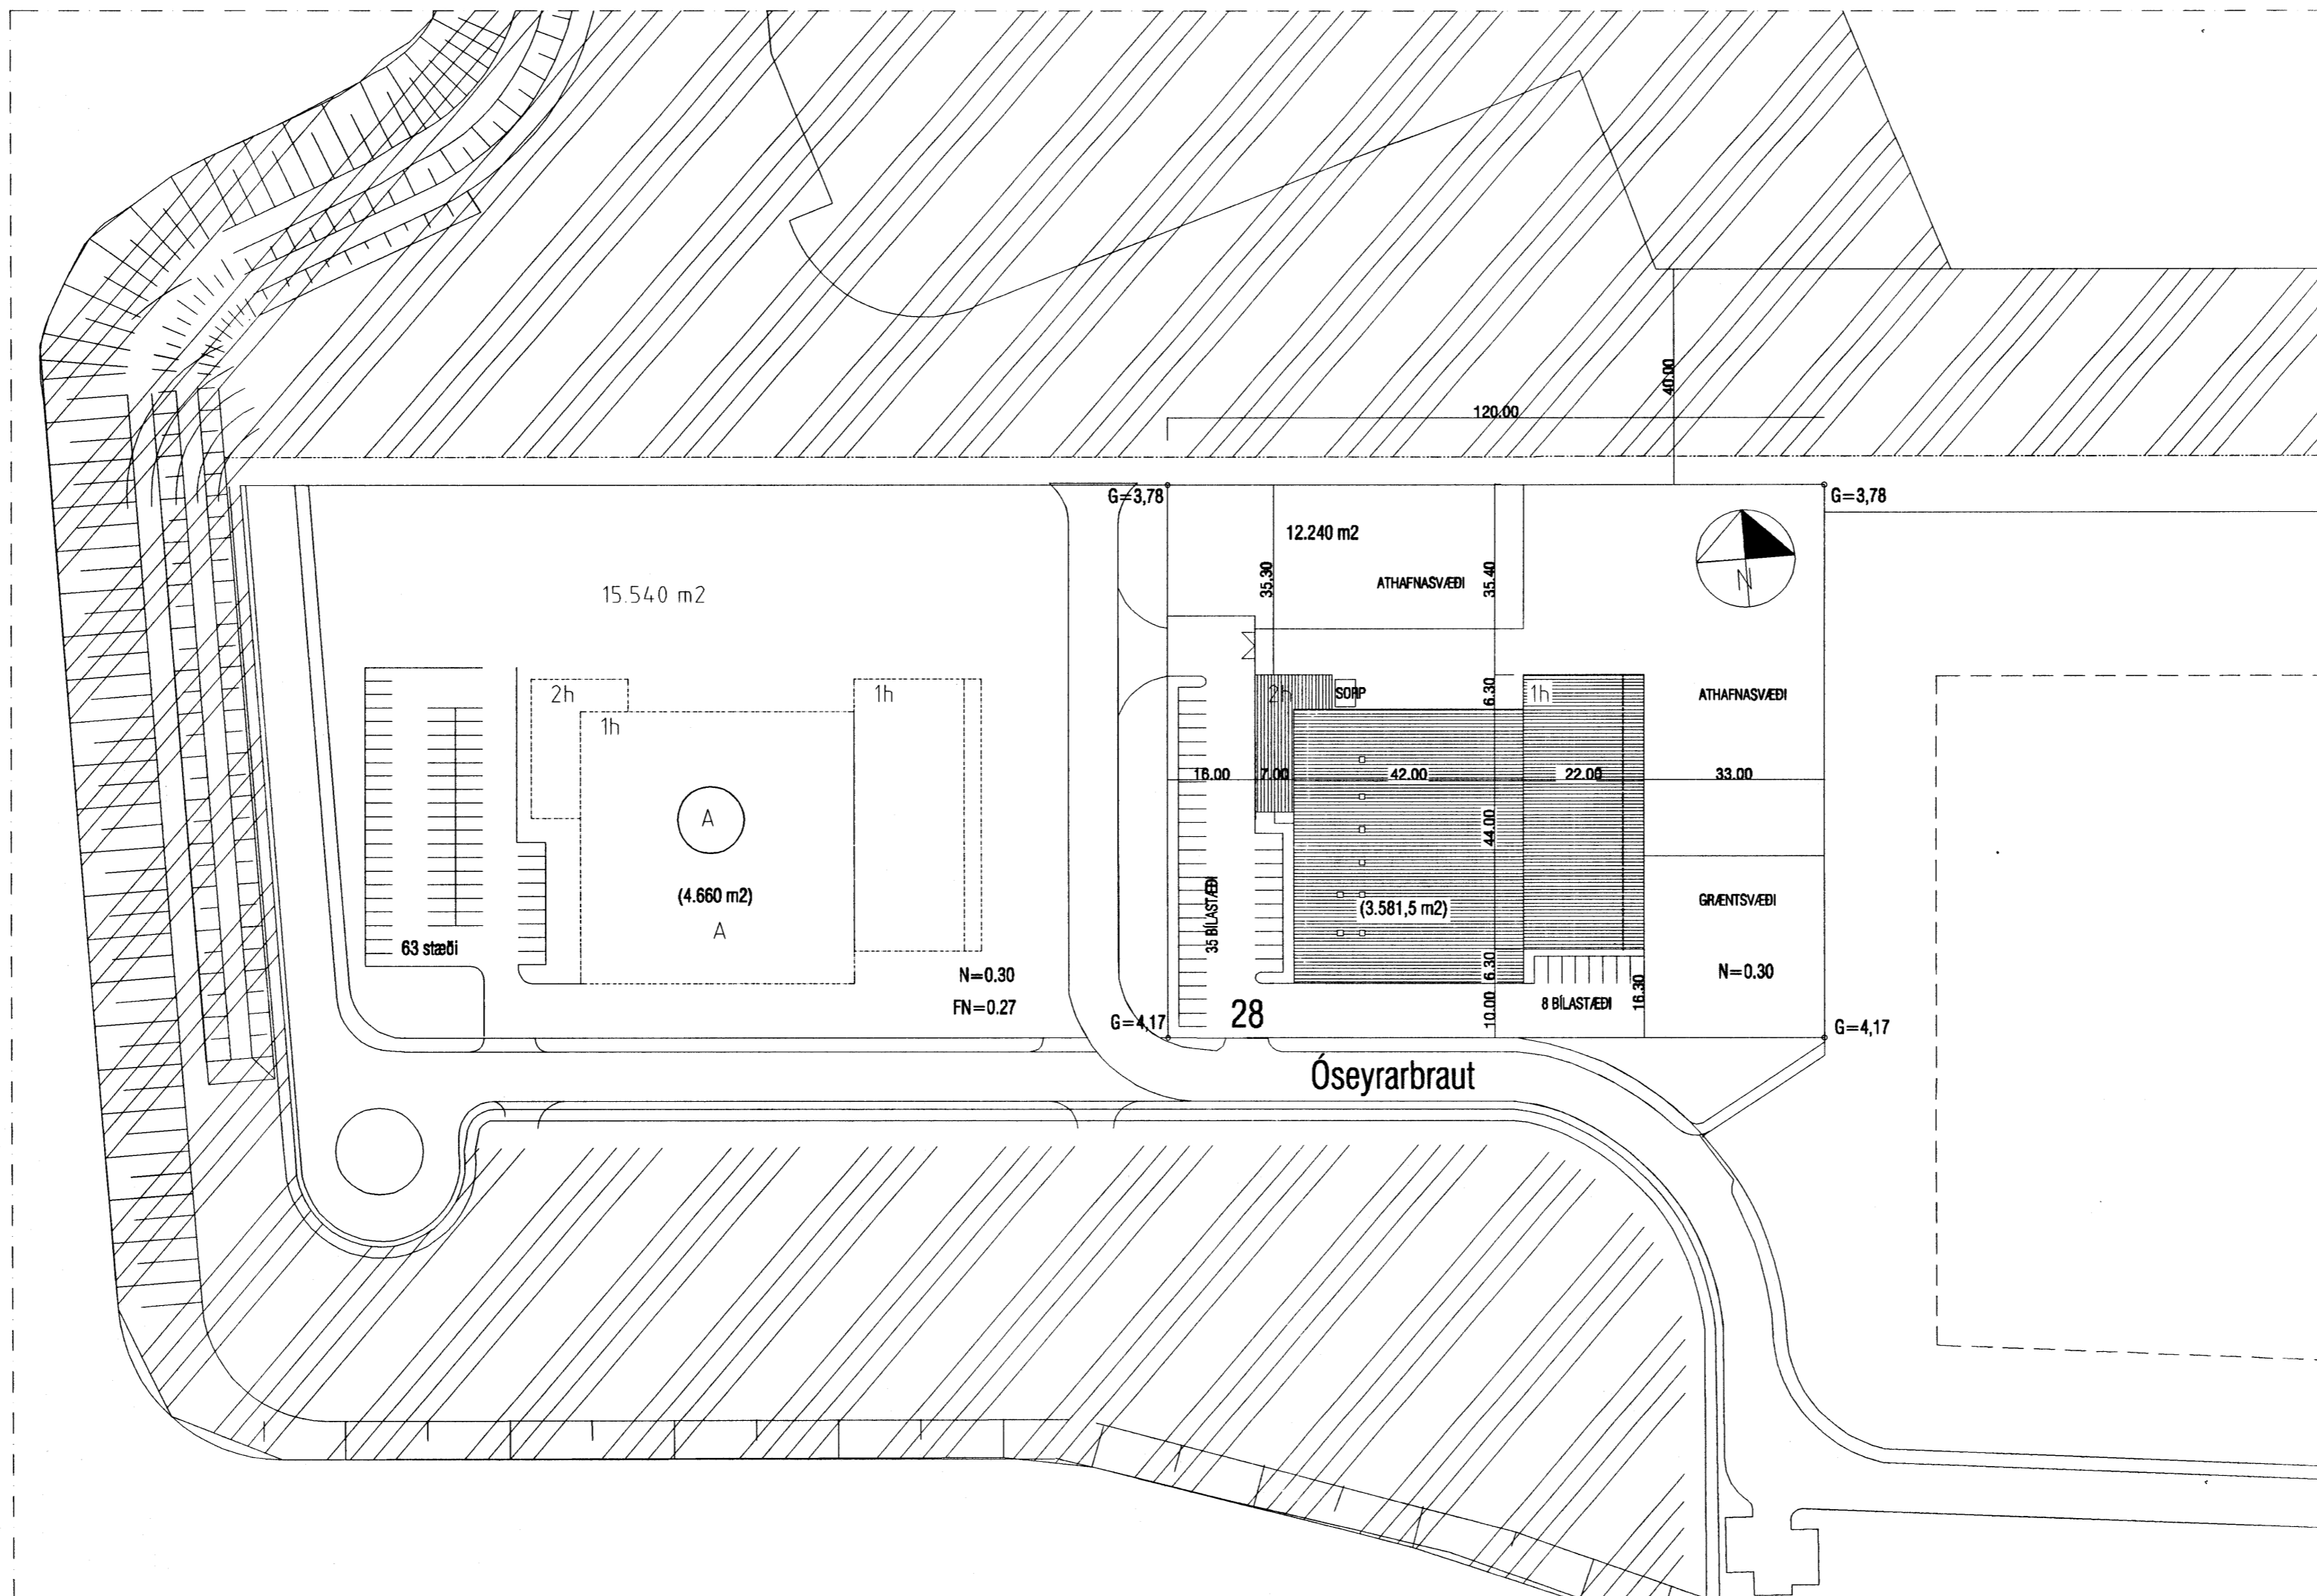 40.00
120.00
G=3,78
G=3,78
12.240 m2
35.30
ATHAFNASVÆÐI
35.40
N
15.540 m2
2h
1h
1h
2h
SORP
6.30
1h
ATHAFNASVÆÐI
16.00
7.00
42.00
22.00
33.00
A
44.00
(4.660 m2)
A
35 BÍLASTÆÐI
(3.581,5 m2)
GRÆNTSVÆÐI
63 stæði
N=0.30
FN=0.27
6.30
N=0.30
10.00
8 BÍLASTÆÐI
16.30
G=4,17
28
G=4,17
Óseyrarbraut